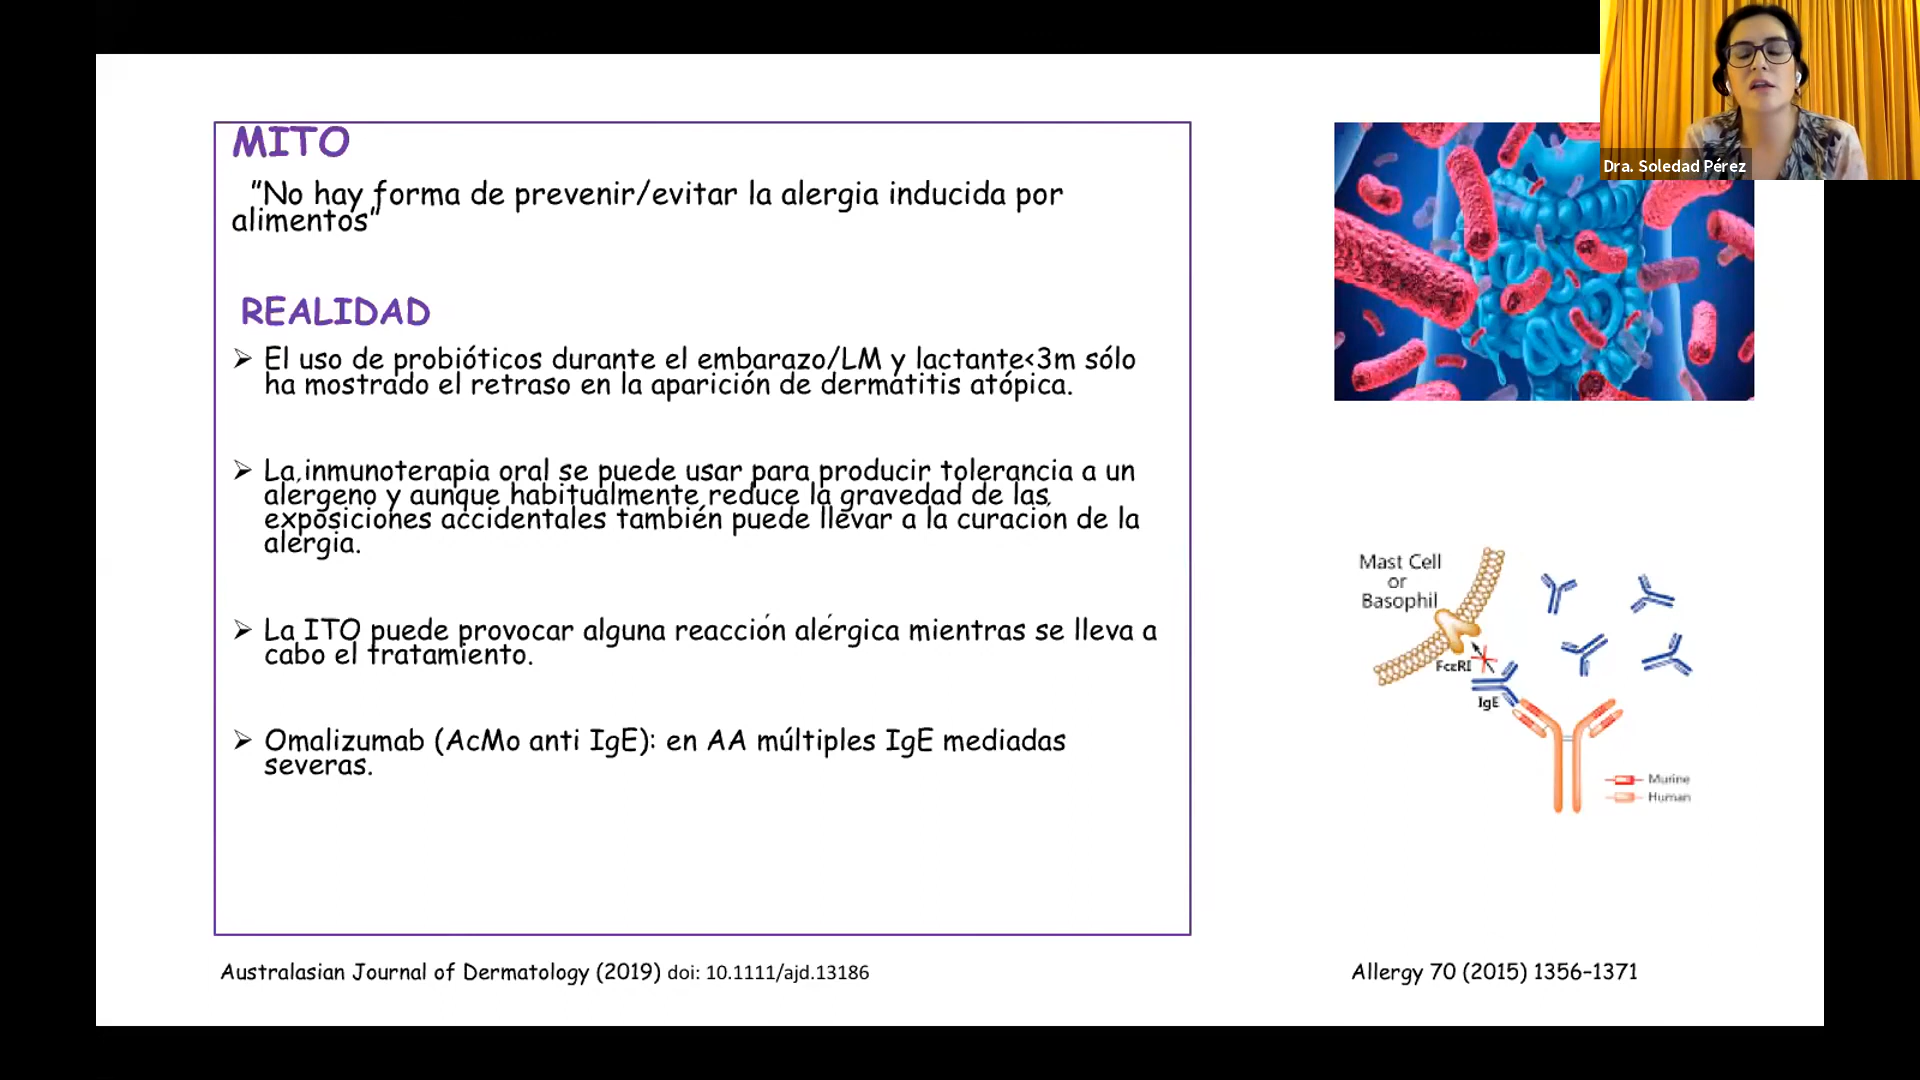 MITO
"No hay forma de prevenir/evitar la alergia inducida por
alimentos"
REALIDAD
➢ El uso de probióticos durante el embarazo/LM y lactante<3m sólo
ha mostrado el retraso en la aparición de dermatitis atópica.
➢ La inmunoterapia oral se puede usar para producir tolerancia a un
alergeno y aunque habitualmente reduce la gravedad de las
exposiciones accidentales también puede llevar a la curación de la
alergia.
➢ La ITO puede provocar alguna reacción alérgica mientras se lleva a
cabo el tratamiento.
➢ Omalizumab (AcMo anti IgE): en AA múltiples IgE mediadas
severas.
Australasian Journal of Dermatology (2019) doi: 10.1111/ajd.13186
Dra. Soledad Pérez
Mast Cell
or
Basophil
FcεRI
IgE
Murine
Human
Allergy 70 (2015) 1356–1371